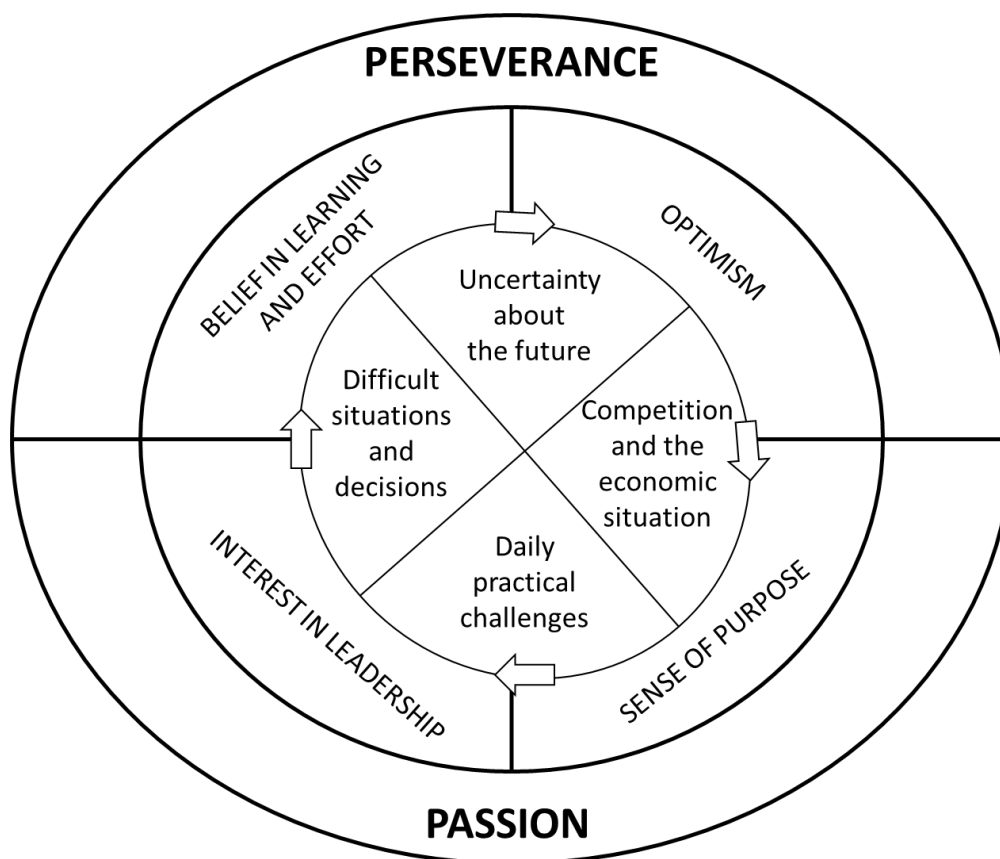 PERSEVERANCE
BELIEF IN LEARNING
AND EFFORT
OPTIMISM
Uncertainty
about
the future
Difficult
situations
and
decisions
Competition
and the
economic
situation
Daily
practical
challenges
INTEREST IN LEADERSHIP
SENSE OF PURPOSE
PASSION